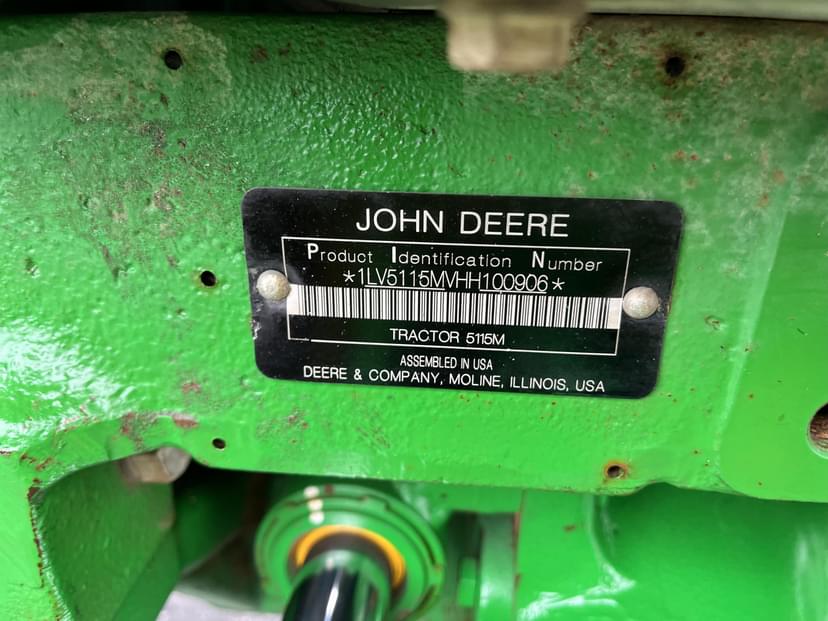 JOHN DEERE
Product Identification Number
*1LV5115MVHH100906*
TRACTOR 5115M
ASSEMBLED IN USA
DEERE & COMPANY, MOLINE, ILLINOIS, USA